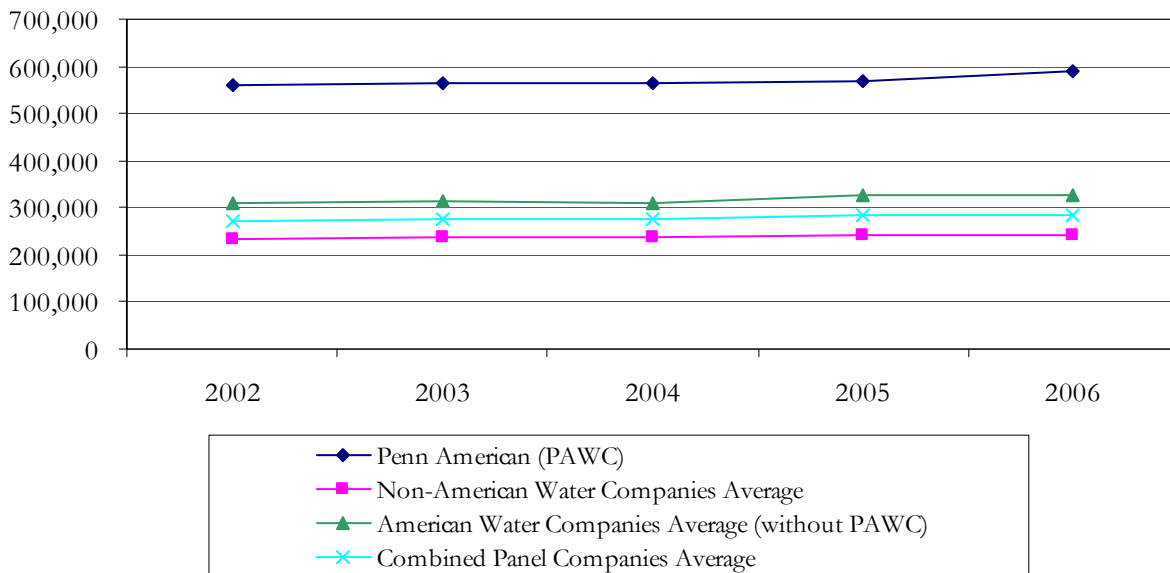 700,000
600,000
500,000
400,000
300,000
200,000
100,000
0
2002 2003 2004 2005 2006
Penn American (PAWC)
Non-American Water Companies Average
American Water Companies Average (without PAWC)
Combined Panel Companies Average